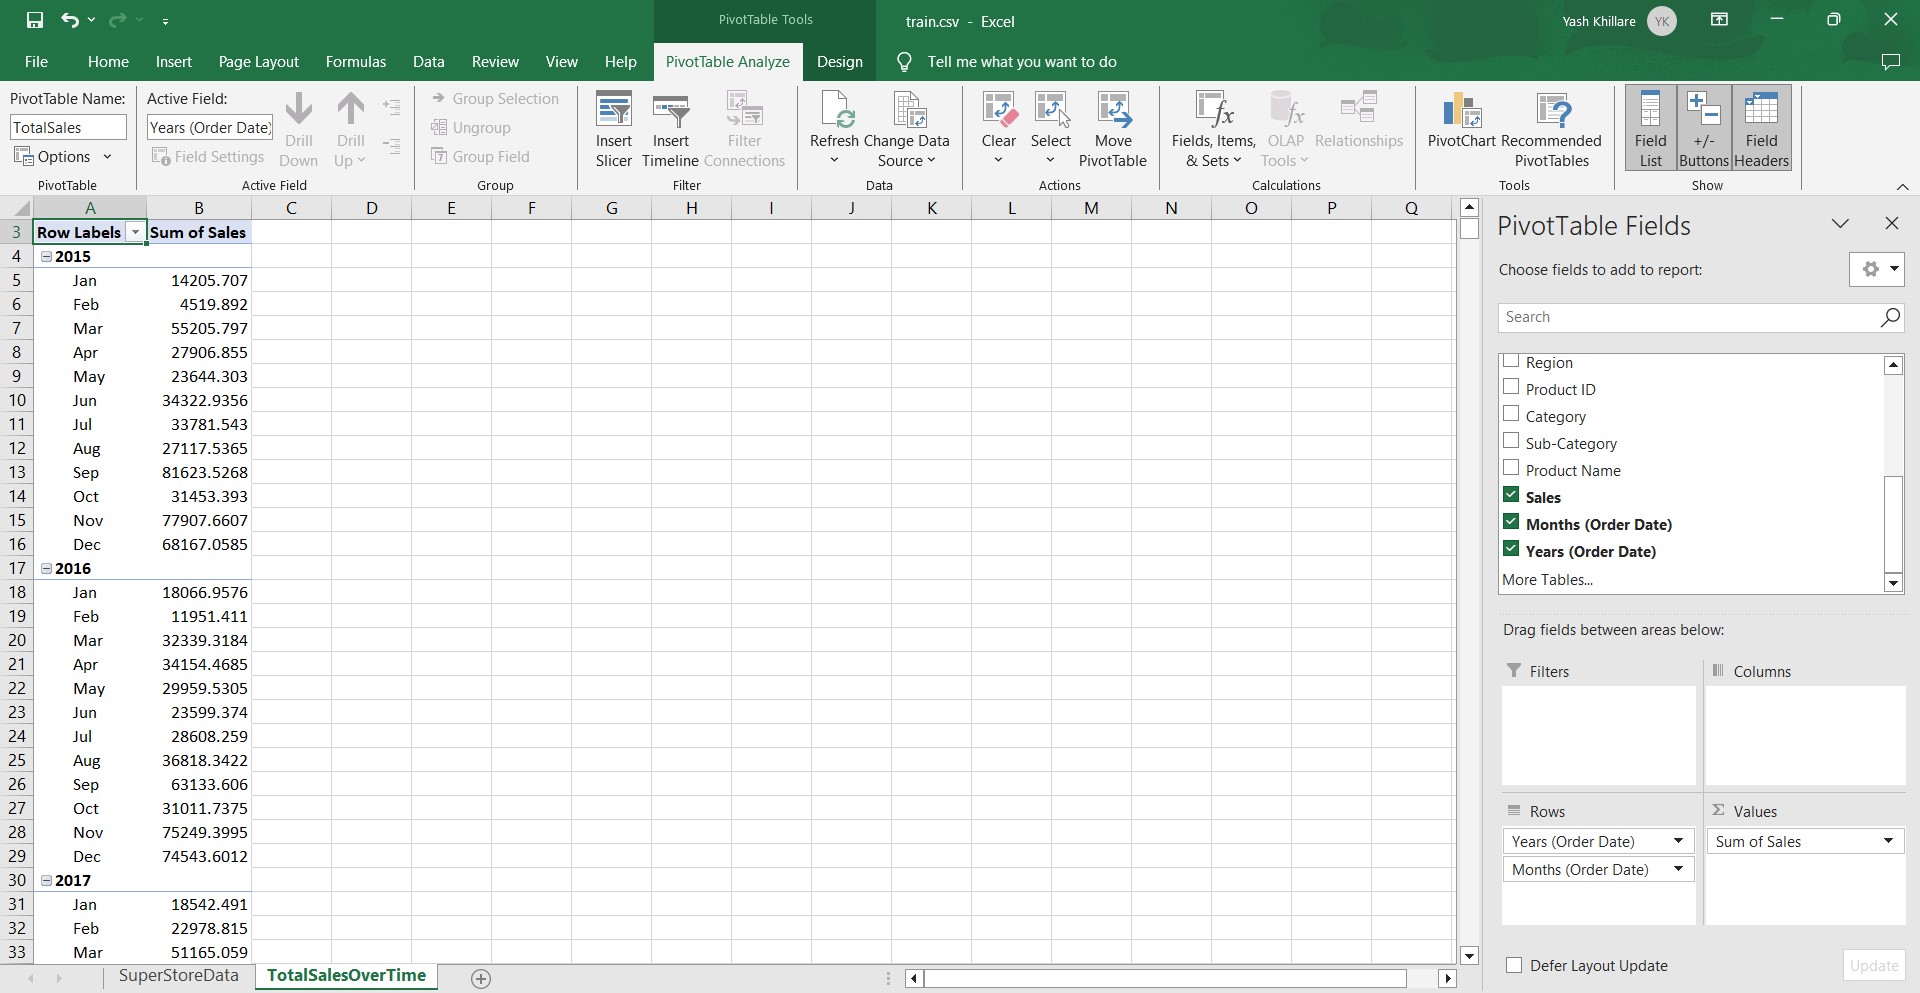 PivotTable Tools
train.csv - Excel
Yash Khillare YK
File Home Insert Page Layout Formulas Data Review View Help PivotTable Analyze Design Tell me what you want to do
PivotTable Name:
TotalSales
Options
PivotTable
Active Field:
Years (Order Date)
Field Settings
Drill Down
Drill Up
Active Field
Group Selection
Ungroup
Group Field
Group
Insert Slicer
Insert Timeline
Filter Connections
Filter
Refresh
Change Data Source
Data
Clear
Select
Move PivotTable
Actions
Fields, Items, & Sets
OLAP Tools
Relationships
Calculations
PivotChart
Recommended PivotTables
Tools
Field List
+/- Buttons
Field Headers
Show
A B C D E F G H I J K L M N O P Q
3 Row Labels Sum of Sales
4 2015
5 Jan 14205.707
6 Feb 4519.892
7 Mar 55205.797
8 Apr 27906.855
9 May 23644.303
10 Jun 34322.9356
11 Jul 33781.543
12 Aug 27117.5365
13 Sep 81623.5268
14 Oct 31453.393
15 Nov 77907.6607
16 Dec 68167.0585
17 2016
18 Jan 18066.9576
19 Feb 11951.411
20 Mar 32339.3184
21 Apr 34154.4685
22 May 29959.5305
23 Jun 23599.374
24 Jul 28608.259
25 Aug 36818.3422
26 Sep 63133.606
27 Oct 31011.7375
28 Nov 75249.3995
29 Dec 74543.6012
30 2017
31 Jan 18542.491
32 Feb 22978.815
33 Mar 51165.059
SuperStoreData TotalSalesOverTime
PivotTable Fields
Choose fields to add to report:
Search
Region
Product ID
Category
Sub-Category
Product Name
Sales
Months (Order Date)
Years (Order Date)
More Tables...
Drag fields between areas below:
Filters
Columns
Rows
Years (Order Date)
Months (Order Date)
Σ Values
Sum of Sales
Defer Layout Update
Update